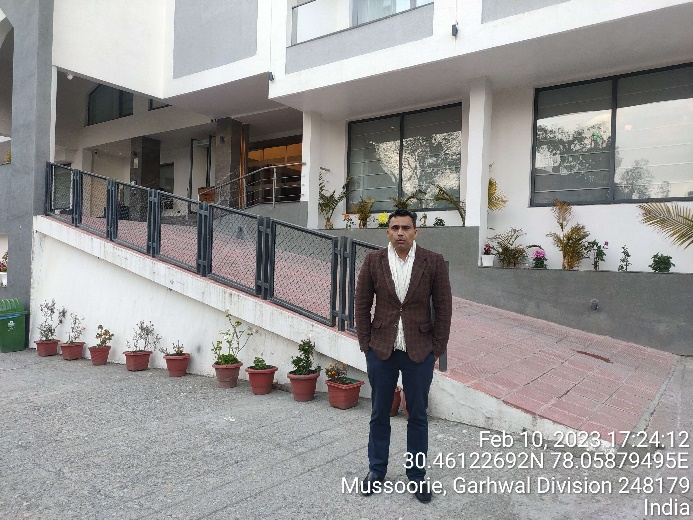 Feb 10, 2023 17:24:12
30.46122692N 78.05879495E
Mussoorie, Garhwal Division 248179
India